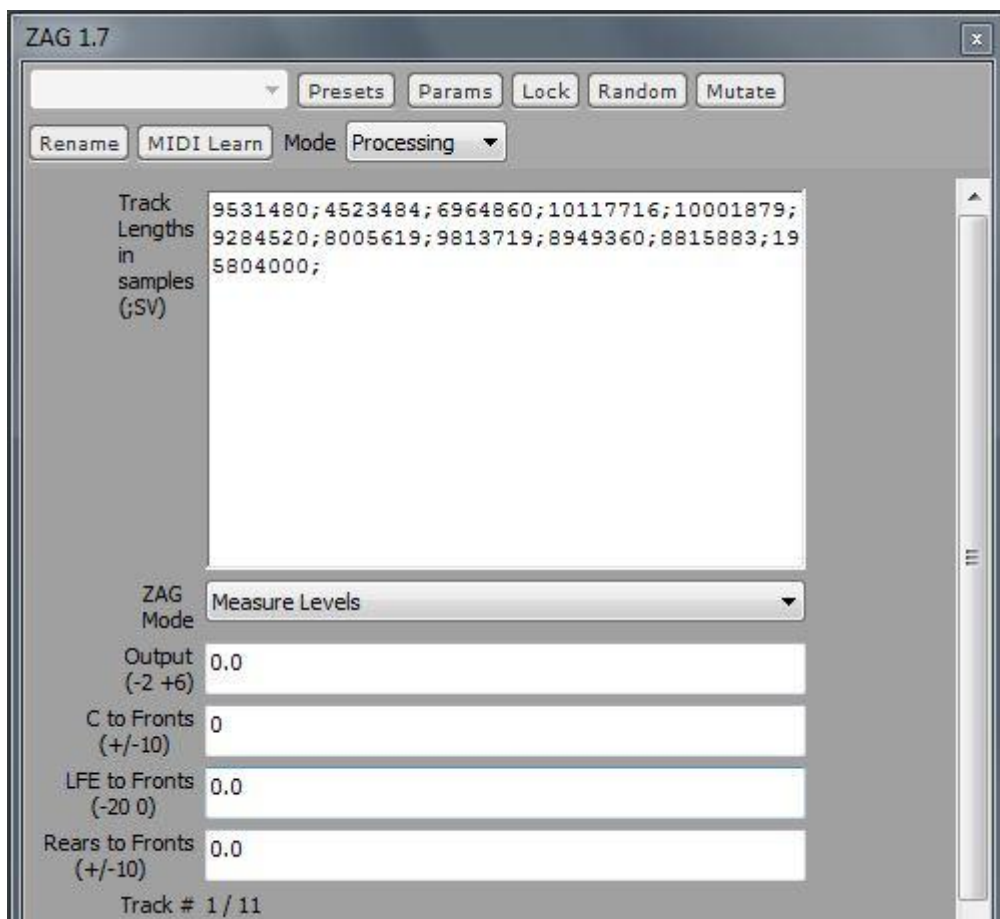 ZAG 1.7
x
Presets Params Lock Random Mutate
Rename MIDI Learn Mode Processing
Track
Lengths
in
samples
(;SV)
9531480;4523484;6964860;10117716;10001879;
9284520;8005619;9813719;8949360;8815883;19
5804000;
ZAG
Mode
Measure Levels
Output
(-2 +6)
0.0
C to Fronts
(+/-10)
0
LFE to Fronts
(-20 0)
0.0
Rears to Fronts
(+/-10)
0.0
Track # 1 / 11